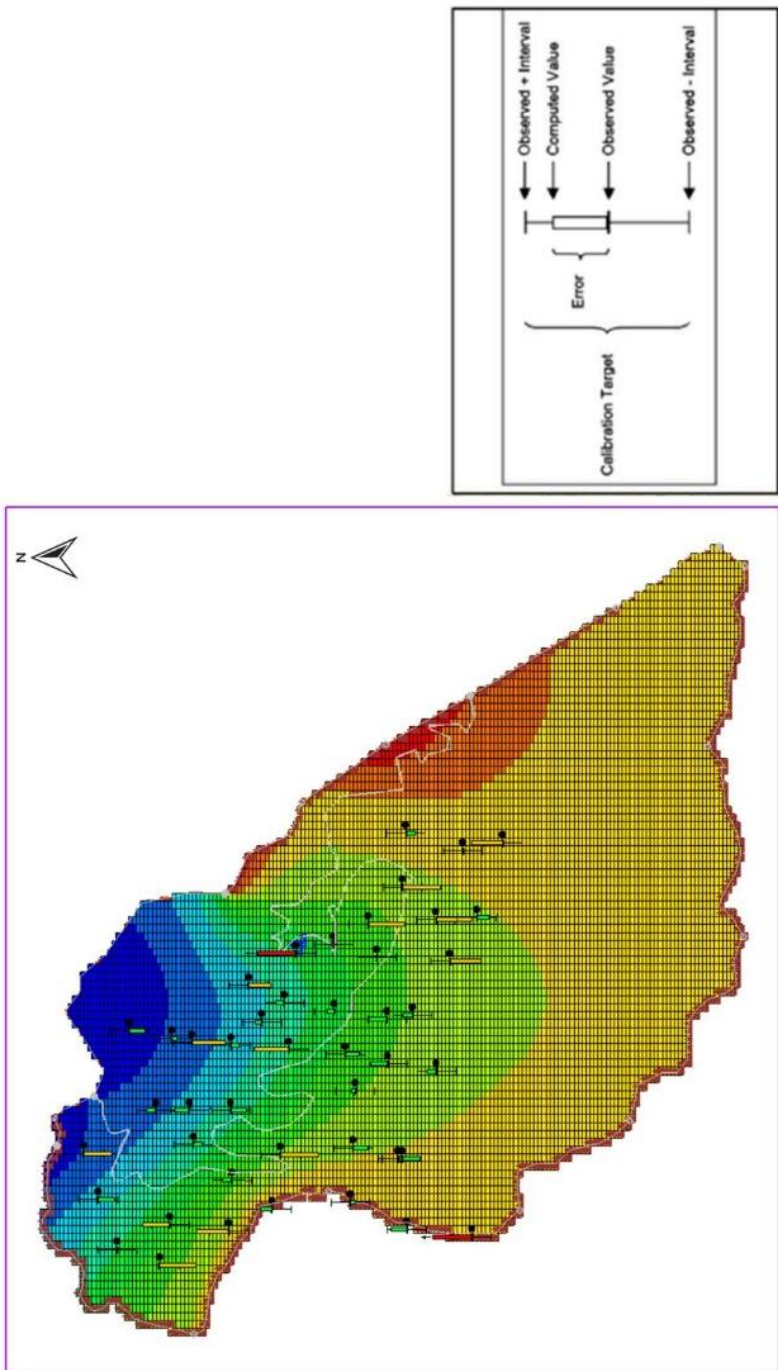 N
Observed + Interval
Computed Value
Observed Value
Observed - Interval
Error
Calibration Target